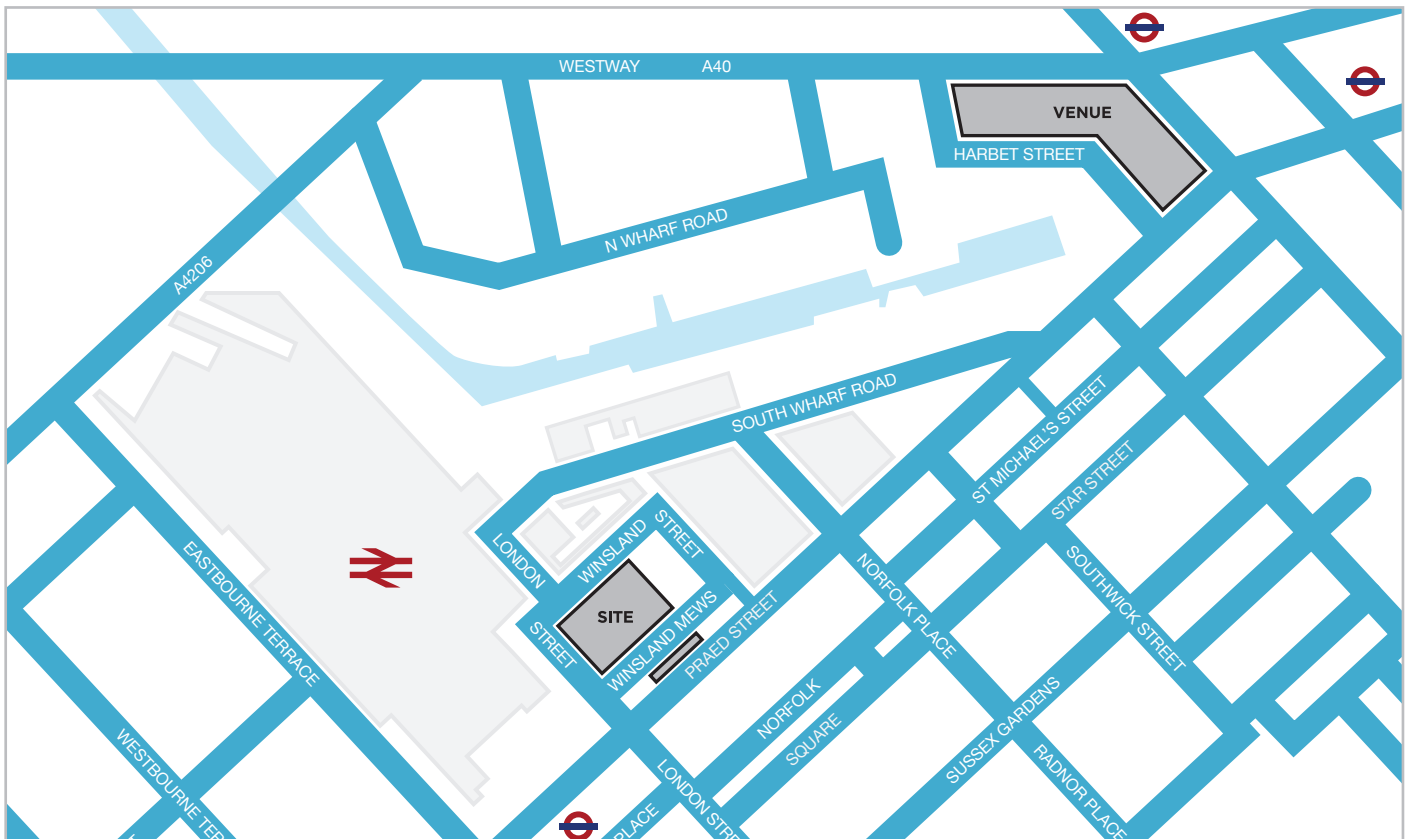 WESTWAY A40
VENUE
HARBET STREET
N WHARF ROAD
A4206
SOUTH WHARF ROAD
ST MICHAEL'S STREET
STAR STREET
LONDON
STREET
WINSLAND
STREET
SITE
WINSLAND MEWS
PRAED STREET
EASTBOURNE TERRACE
NORFOLK PLACE
SOUTHWICK STREET
NORFOLK
SQUARE
SUSSEX GARDENS
RADNOR PLACE
WESTBOURNE TER
LONDON STRE
PLACE